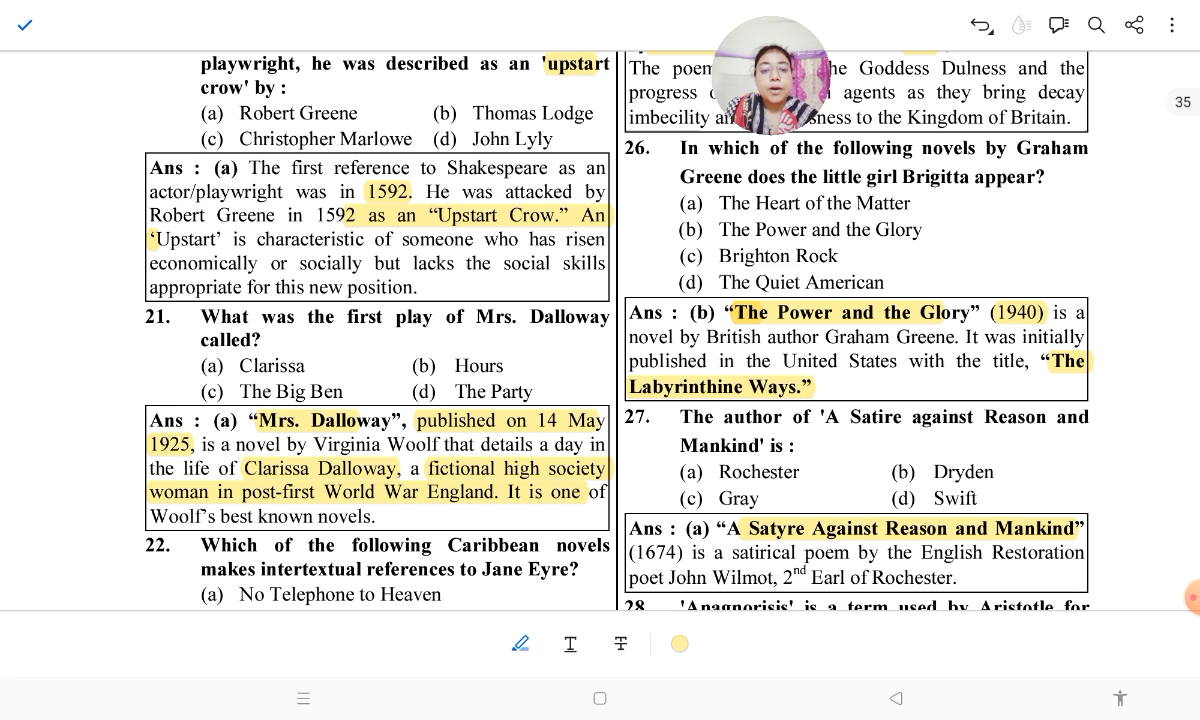 playwright, he was described as an 'upstart
crow' by :
(a) Robert Greene (b) Thomas Lodge
(c) Christopher Marlowe (d) John Lyly
Ans : (a) The first reference to Shakespeare as an
actor/playwright was in 1592. He was attacked by
Robert Greene in 1592 as an “Upstart Crow.” An
‘Upstart’ is characteristic of someone who has risen
economically or socially but lacks the social skills
appropriate for this new position.
21. What was the first play of Mrs. Dalloway
called?
(a) Clarissa (b) Hours
(c) The Big Ben (d) The Party
Ans : (a) “Mrs. Dalloway”, published on 14 May
1925, is a novel by Virginia Woolf that details a day in
the life of Clarissa Dalloway, a fictional high society
woman in post-first World War England. It is one of
Woolf's best known novels.
22. Which of the following Caribbean novels
makes intertextual references to Jane Eyre?
(a) No Telephone to Heaven
The poem he Goddess Dulness and the
progress agents as they bring decay
imbecility to the Kingdom of Britain.
26. In which of the following novels by Graham
Greene does the little girl Brigitta appear?
(a) The Heart of the Matter
(b) The Power and the Glory
(c) Brighton Rock
(d) The Quiet American
Ans : (b) “The Power and the Glory” (1940) is a
novel by British author Graham Greene. It was initially
published in the United States with the title, “The
Labyrinthine Ways.”
27. The author of 'A Satire against Reason and
Mankind' is :
(a) Rochester (b) Dryden
(c) Gray (d) Swift
Ans : (a) “A Satyre Against Reason and Mankind”
(1674) is a satirical poem by the English Restoration
poet John Wilmot, 2nd Earl of Rochester.
28. 'Anagnorisis' is a term used by Aristotle for
35